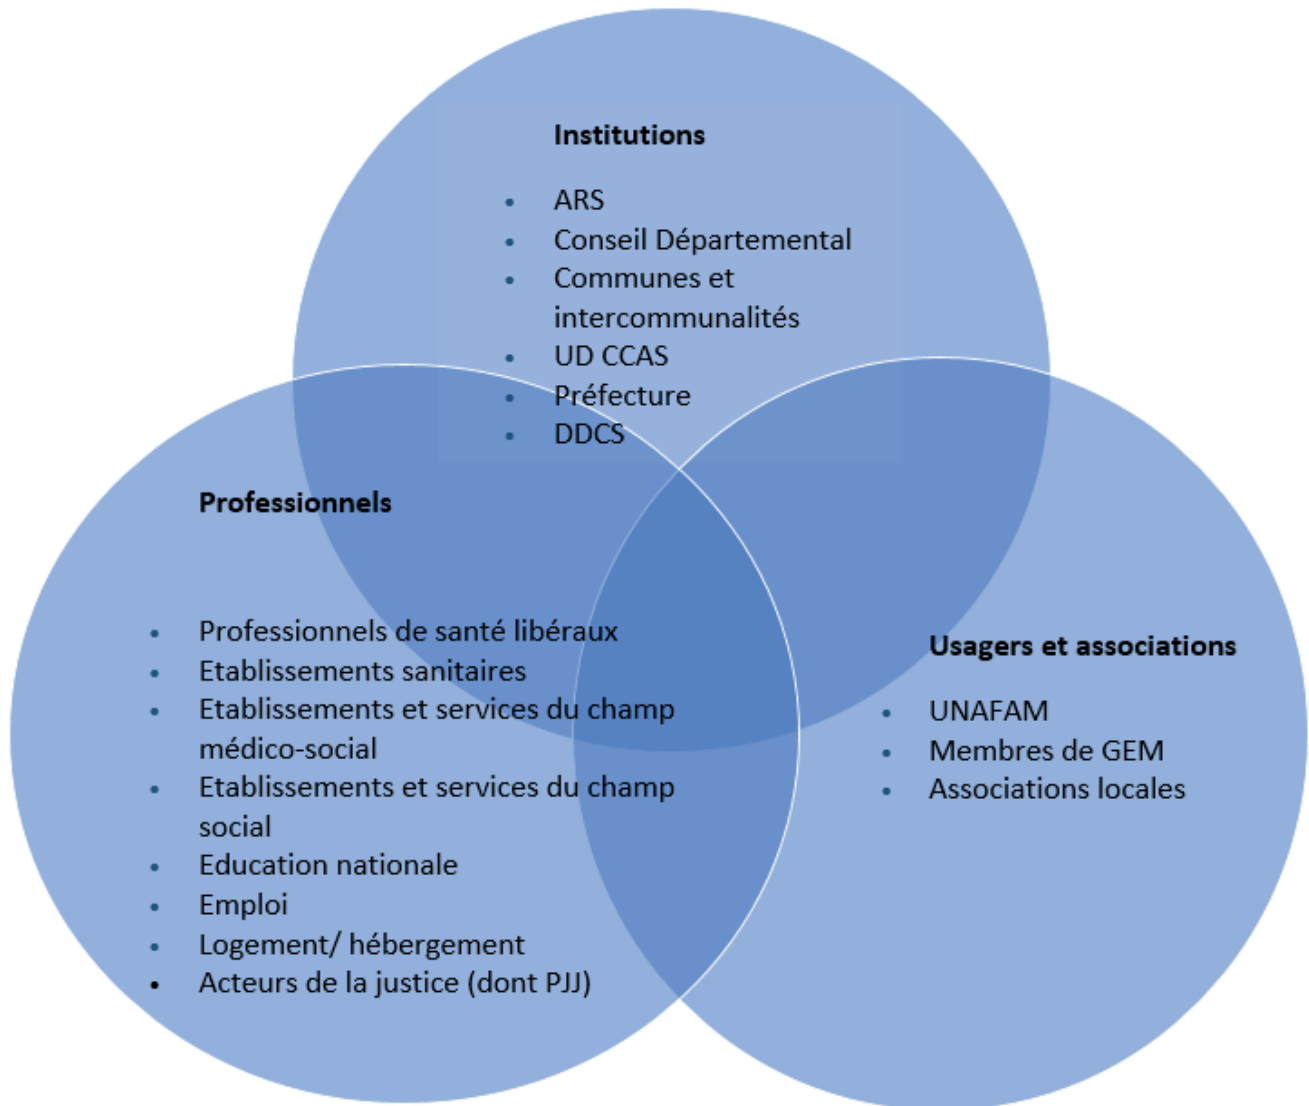 Institutions
ARS
Conseil Départemental
Communes et
intercommunalités
UD CCAS
Préfecture
DDCS
Professionnels
Professionnels de santé libéraux
Etablissements sanitaires
Etablissements et services du champ
médico-social
Etablissements et services du champ
social
Education nationale
Emploi
Logement/ hébergement
Acteurs de la justice (dont PJJ)
Usagers et associations
UNAFAM
Membres de GEM
Associations locales